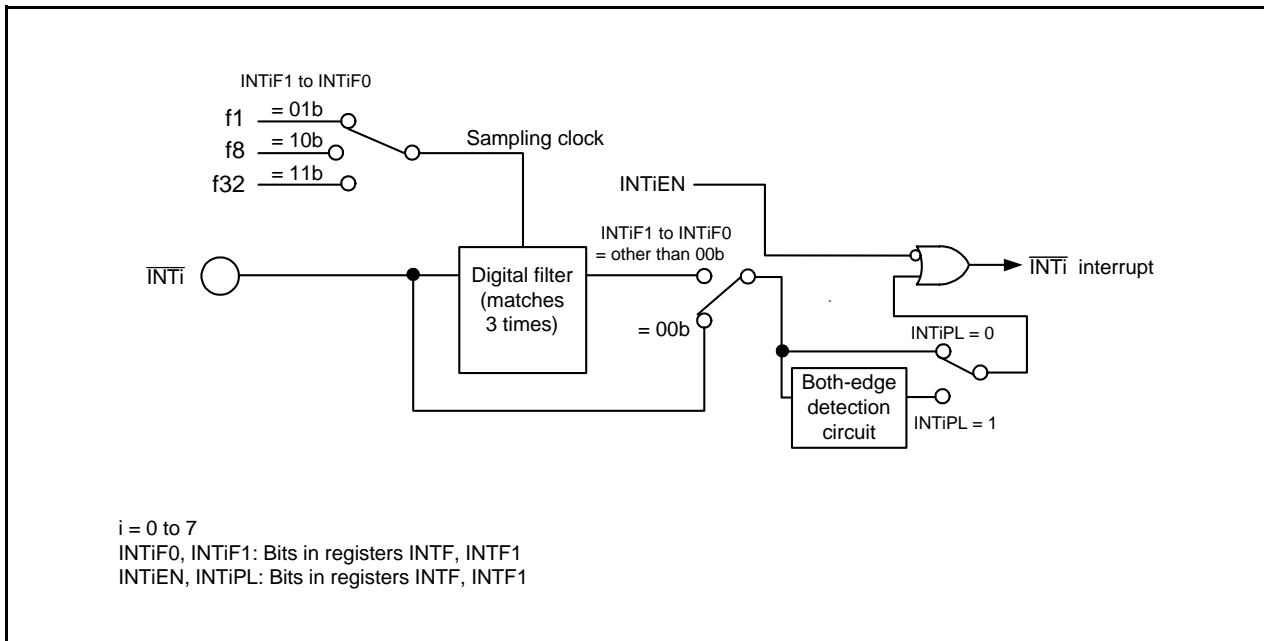 INTiF1 to INTiF0
f1
= 01b
f8
= 10b
f32
= 11b
Sampling clock
INTiEN
INTi
Digital filter
(matches
3 times)
INTiF1 to INTiF0
= other than 00b
= 00b
INTi interrupt
INTiPL = 0
Both-edge
detection
circuit
INTiPL = 1
i = 0 to 7
INTiF0, INTiF1: Bits in registers INTF, INTF1
INTiEN, INTiPL: Bits in registers INTF, INTF1